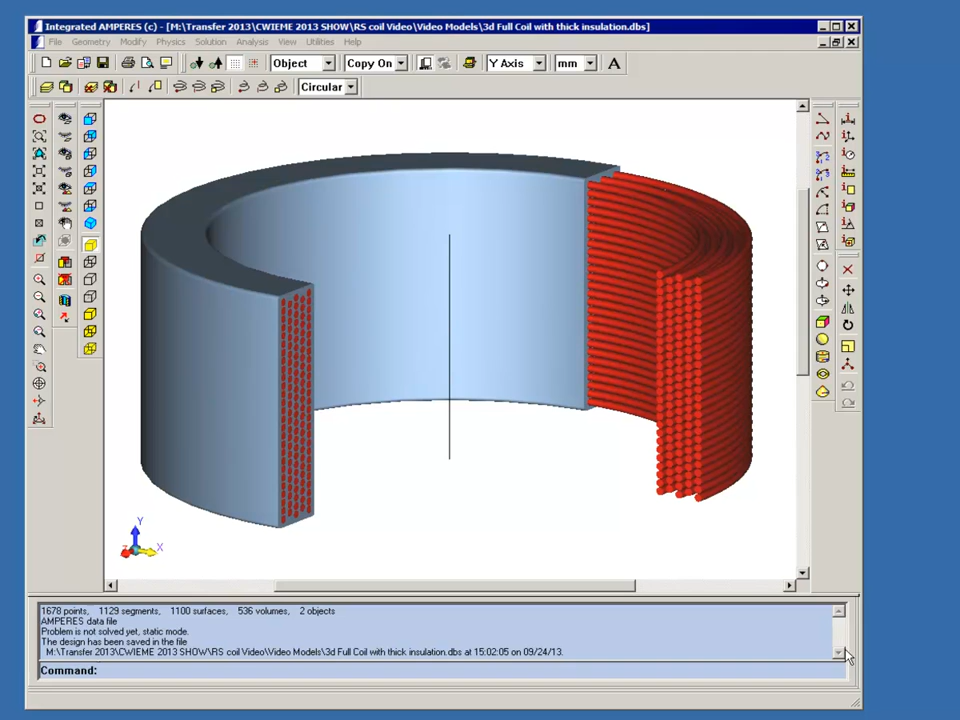 Integrated AMPERES (c) - [M:\Transfer 2013\CWIEME 2013 SHOW\RS coil Video\Video Models\3d Full Coil with thick insulation.dbs]
File Geometry Modify Physics Solution Analysis View Utilities Help
Object Copy On Y Axis mm A
Circular
Y
Z X
1678 points, 1129 segments, 1100 surfaces, 536 volumes, 2 objects
AMPERES data file
Problem is not solved yet, static mode.
The design has been saved in the file
M:\Transfer 2013\CWIEME 2013 SHOW\RS coil Video\Video Models\3d Full Coil with thick insulation.dbs at 15:02:05 on 09/24/13.
Command: